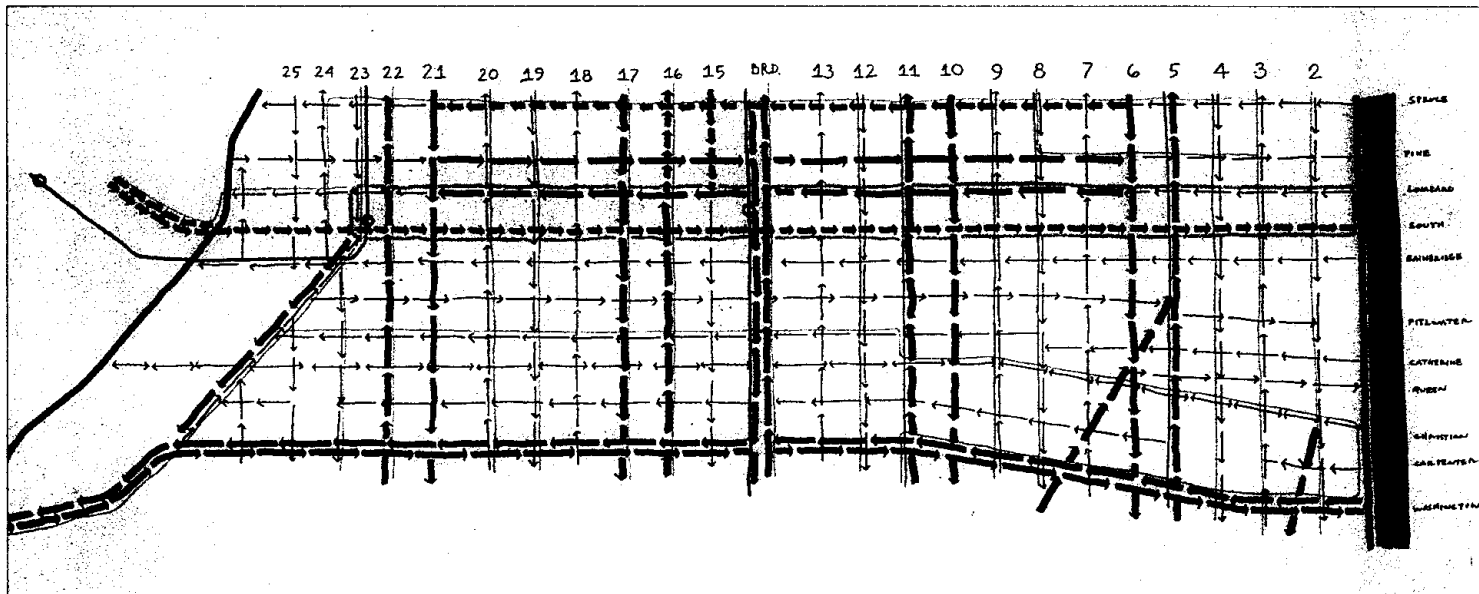 25 24 23 22 21 20 19 18 17 16 15 BRD. 13 12 11 10 9 8 7 6 5 4 3 2
SPRUCE
PINE
LOMBARD
SOUTH
BAINBRIDGE
FITZWATER
CATHERINE
QUEEN
CHRISTIAN
CARPENTER
WASHINGTON